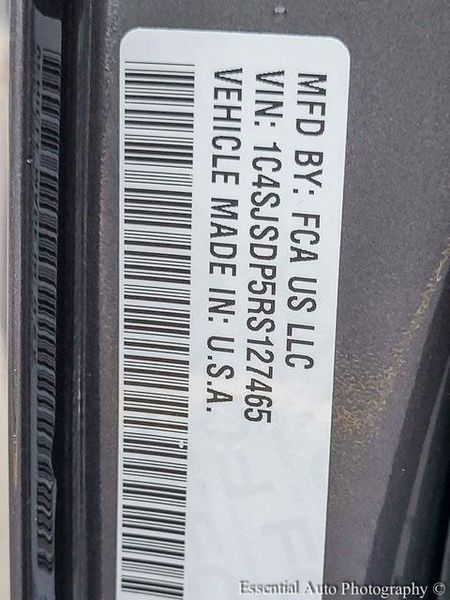 MFD BY: FCA US LLC
VIN: 1C4SJSDP5RS127465
VEHICLE MADE IN: U.S.A.
Essential Auto Photography ©